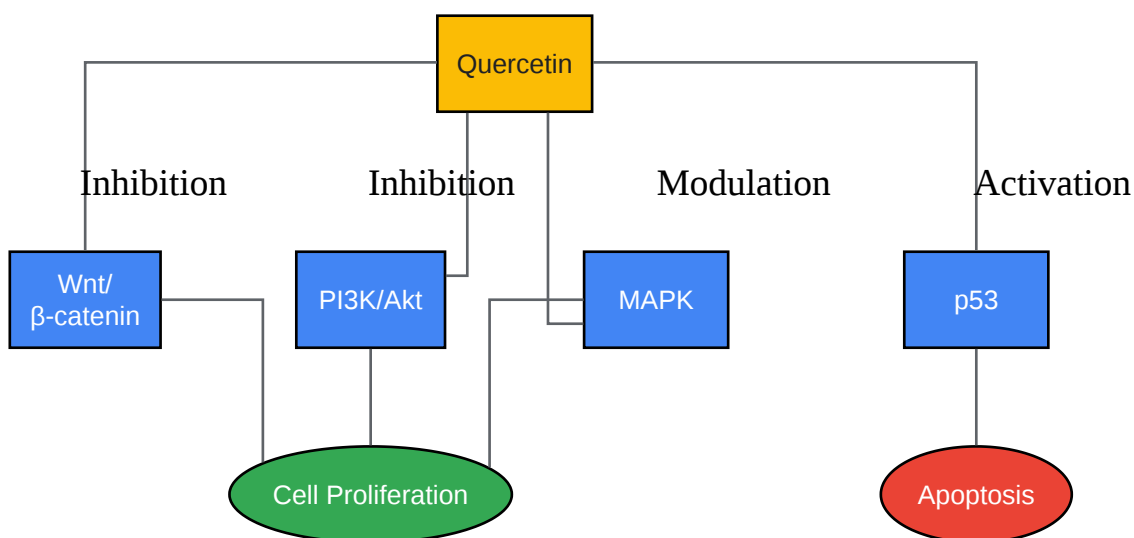 Quercetin
Inhibition
Inhibition
Modulation
Activation
Wnt/
β-catenin
PI3K/Akt
MAPK
p53
Cell Proliferation
Apoptosis